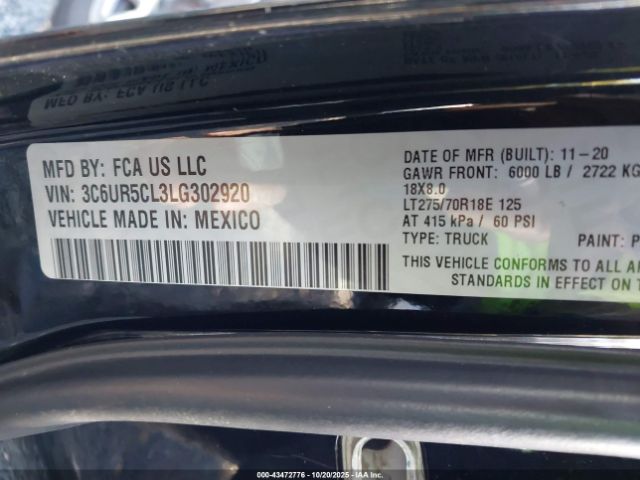 MFD BY: FCA US LLC
VIN: 3C6UR5CL3LG302920
VEHICLE MADE IN: MEXICO
DATE OF MFR (BUILT): 11-20
GAWR FRONT: 6000 LB / 2722 KG
18X8.0
LT275/70R18E 125
AT 415 kPa / 60 PSI
TYPE: TRUCK PAINT: P
THIS VEHICLE CONFORMS TO ALL A
STANDARDS IN EFFECT ON T
000-43472776 | 10/20/2025 | IAA Holdings, LLC